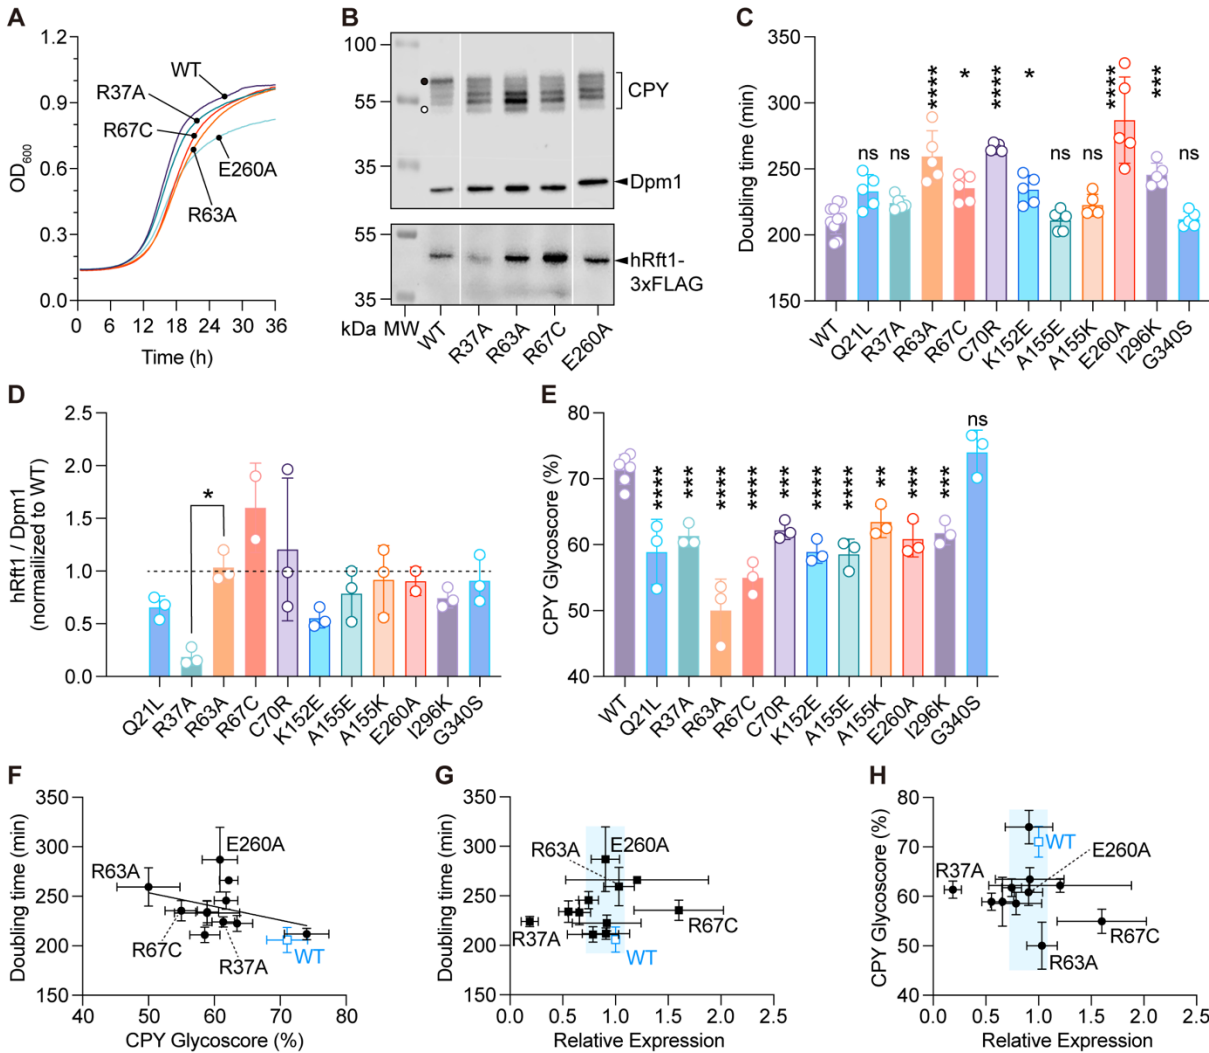 A
1.2
0.9
0.6
0.3
0.0
OD600
0 6 12 18 24 30 36
Time (h)
WT
R37A
R67C
E260A
R63A
B
100
55
35
55
35
kDa MW
CPY
Dpm1
hRft1-
3xFLAG
WT R37A R63A R67C E260A
C
Doubling time (min)
300
250
200
150
ns ns **** * **** * ns ns **** *** ns
WT Q21L R37A R63A R67C C70R K152E A155E A155K E260A I296K G340S
D
hRft1 / Dpm1
(normailized to WT)
2.5
2.0
1.5
1.0
0.5
0.0
*
Q21L R37A R63A R67C C70R K152E A155E A155K E260A I296K G340S
E
CPY Glycoscore (%)
80
70
60
50
40
**** *** **** **** *** **** **** ** *** *** ns
WT Q21L R37A R63A R67C C70R K152E A155E A155K E260A I296K G340S
F
Doubling time (min)
350
300
250
200
150
50 60 70 80
CPY Glycoscore (%)
E260A
R63A
R67C
WT
R37A
G
Doubling time (min)
350
300
250
200
150
0.0 0.5 1.0 1.5 2.0 2.5
Relative Expression
E260A
R63A
R67C
R37A
WT
H
CPY Glycoscore (%)
80
70
60
50
40
0.0 0.5 1.0 1.5 2.0 2.5
Relative Expression
WT
E260A
R37A
R67C
R63A